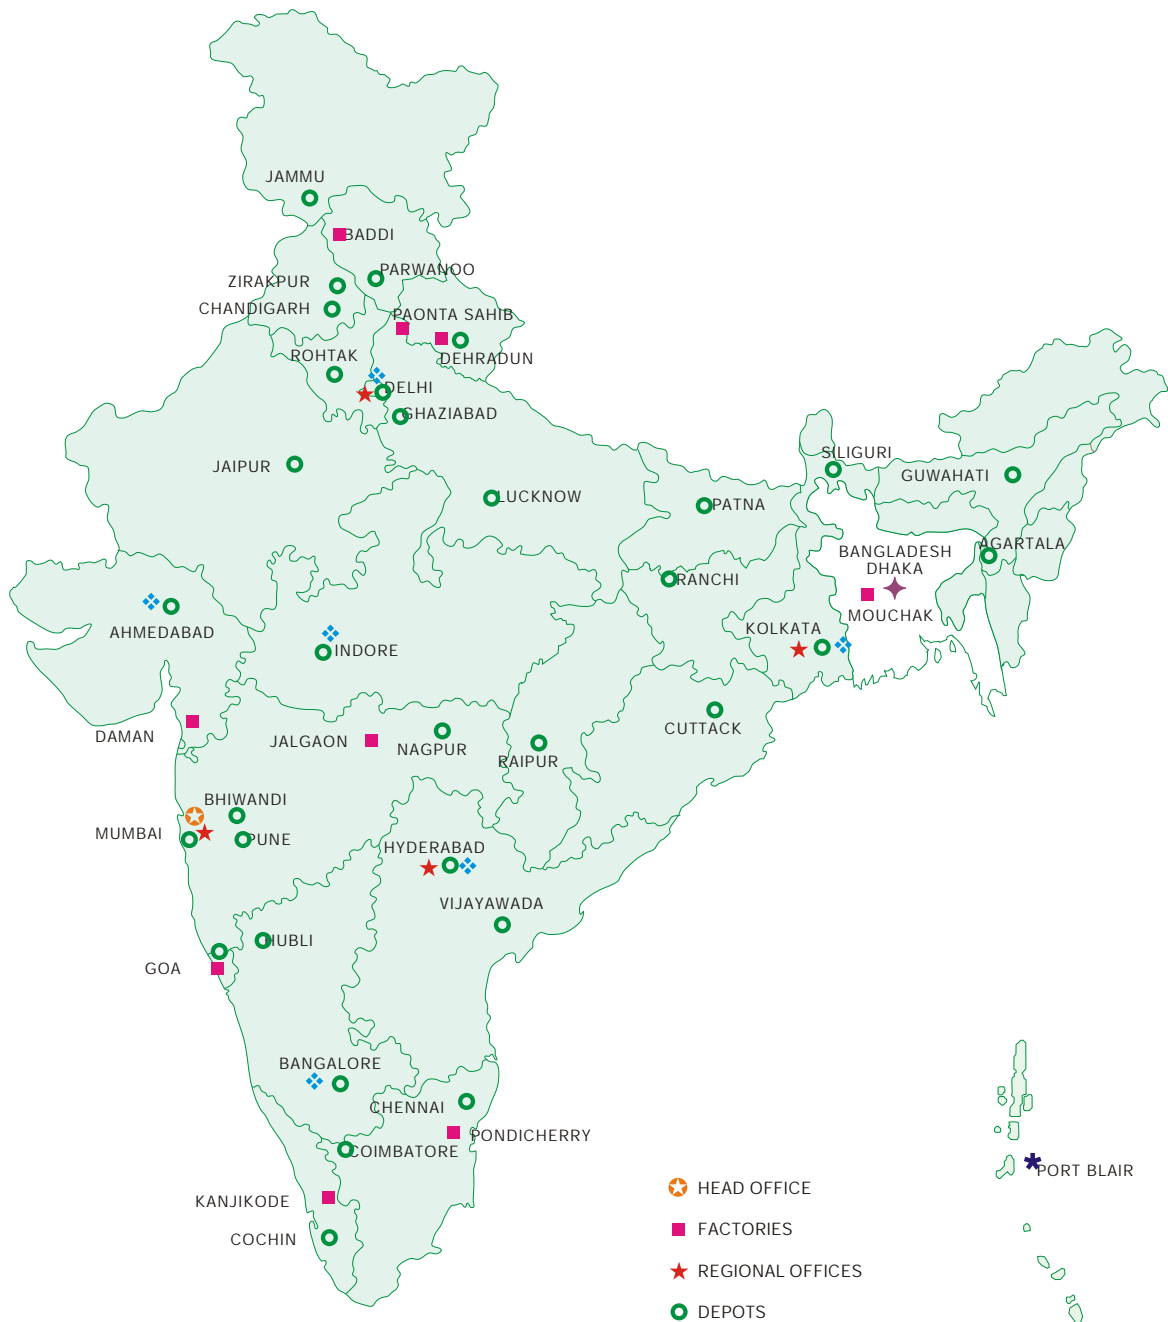 JAMMU
BADDI
PARWANOO
ZIRAKPUR
CHANDIGARH
PAONTA SAHIB
ROHTAK
DEHRADUN
DELHI
GHAZIABAD
SILIGURI
JAIPUR
GUWAHATI
LUCKNOW
PATNA
AGARTALA
BANGLADESH
DHAKA
RANCHI
MOUCHAK
AHMEDABAD
KOLKATA
INDORE
CUTTACK
DAMAN
JALGAON
NAGPUR
RAIPUR
BHIWANDI
MUMBAI
PUNE
HYDERABAD
VIJAYAWADA
HUBLI
GOA
BANGALORE
CHENNAI
PONDICHERRY
COIMBATORE
PORT BLAIR
KANJIKODE
COCHIN
HEAD OFFICE
FACTORIES
REGIONAL OFFICES
DEPOTS